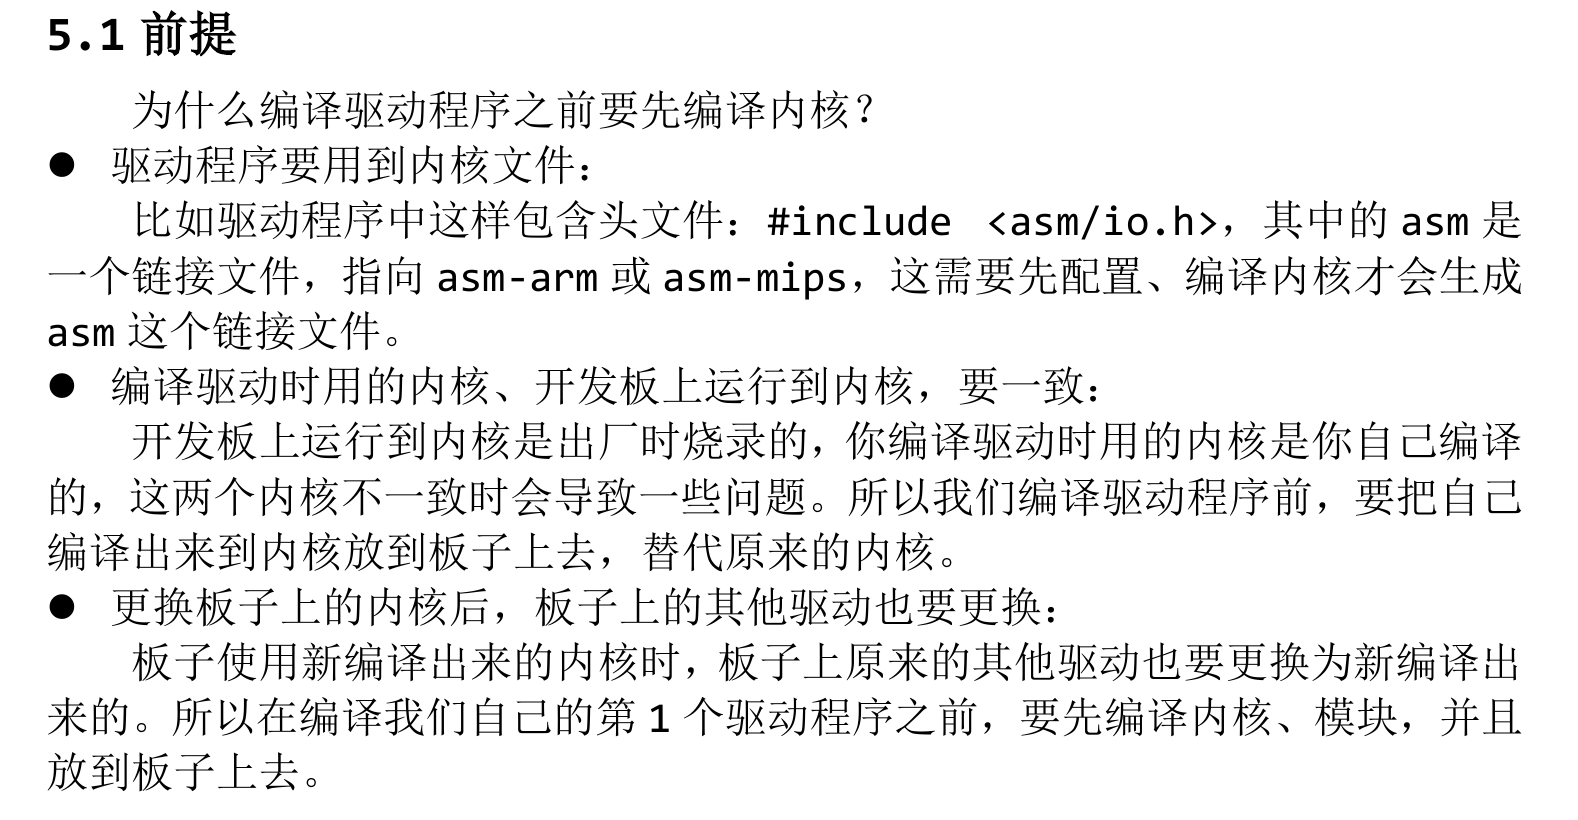 5.1 前提
为什么编译驱动程序之前要先编译内核？
● 驱动程序要用到内核文件：
比如驱动程序中这样包含头文件：#include <asm/io.h>，其中的 asm 是
一个链接文件，指向 asm-arm 或 asm-mips，这需要先配置、编译内核才会生成
asm 这个链接文件。
● 编译驱动时用的内核、开发板上运行到内核，要一致：
开发板上运行到内核是出厂时烧录的，你编译驱动时用的内核是你自己编译
的，这两个内核不一致时会导致一些问题。所以我们编译驱动程序前，要把自己
编译出来到内核放到板子上去，替代原来的内核。
● 更换板子上的内核后，板子上的其他驱动也要更换：
板子使用新编译出来的内核时，板子上原来的其他驱动也要更换为新编译出
来的。所以在编译我们自己的第 1 个驱动程序之前，要先编译内核、模块，并且
放到板子上去。